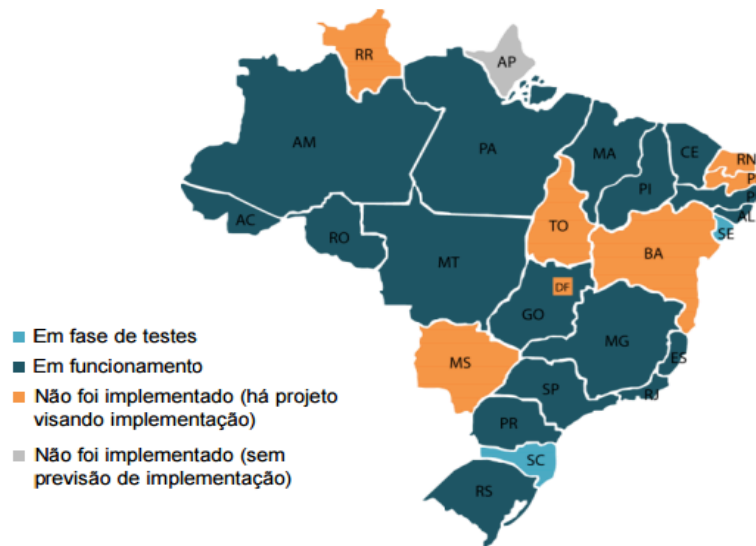 RR
AP
AM
PA
MA
CE
RN
P
PI
P
AL
AC
TO
SE
RO
BA
MT
DF
GO
MG
ES
MS
SP
RJ
PR
SC
RS
Em fase de testes
Em funcionamento
Não foi implementado (há projeto
visando implementação)
Não foi implementado (sem
previsão de implementação)